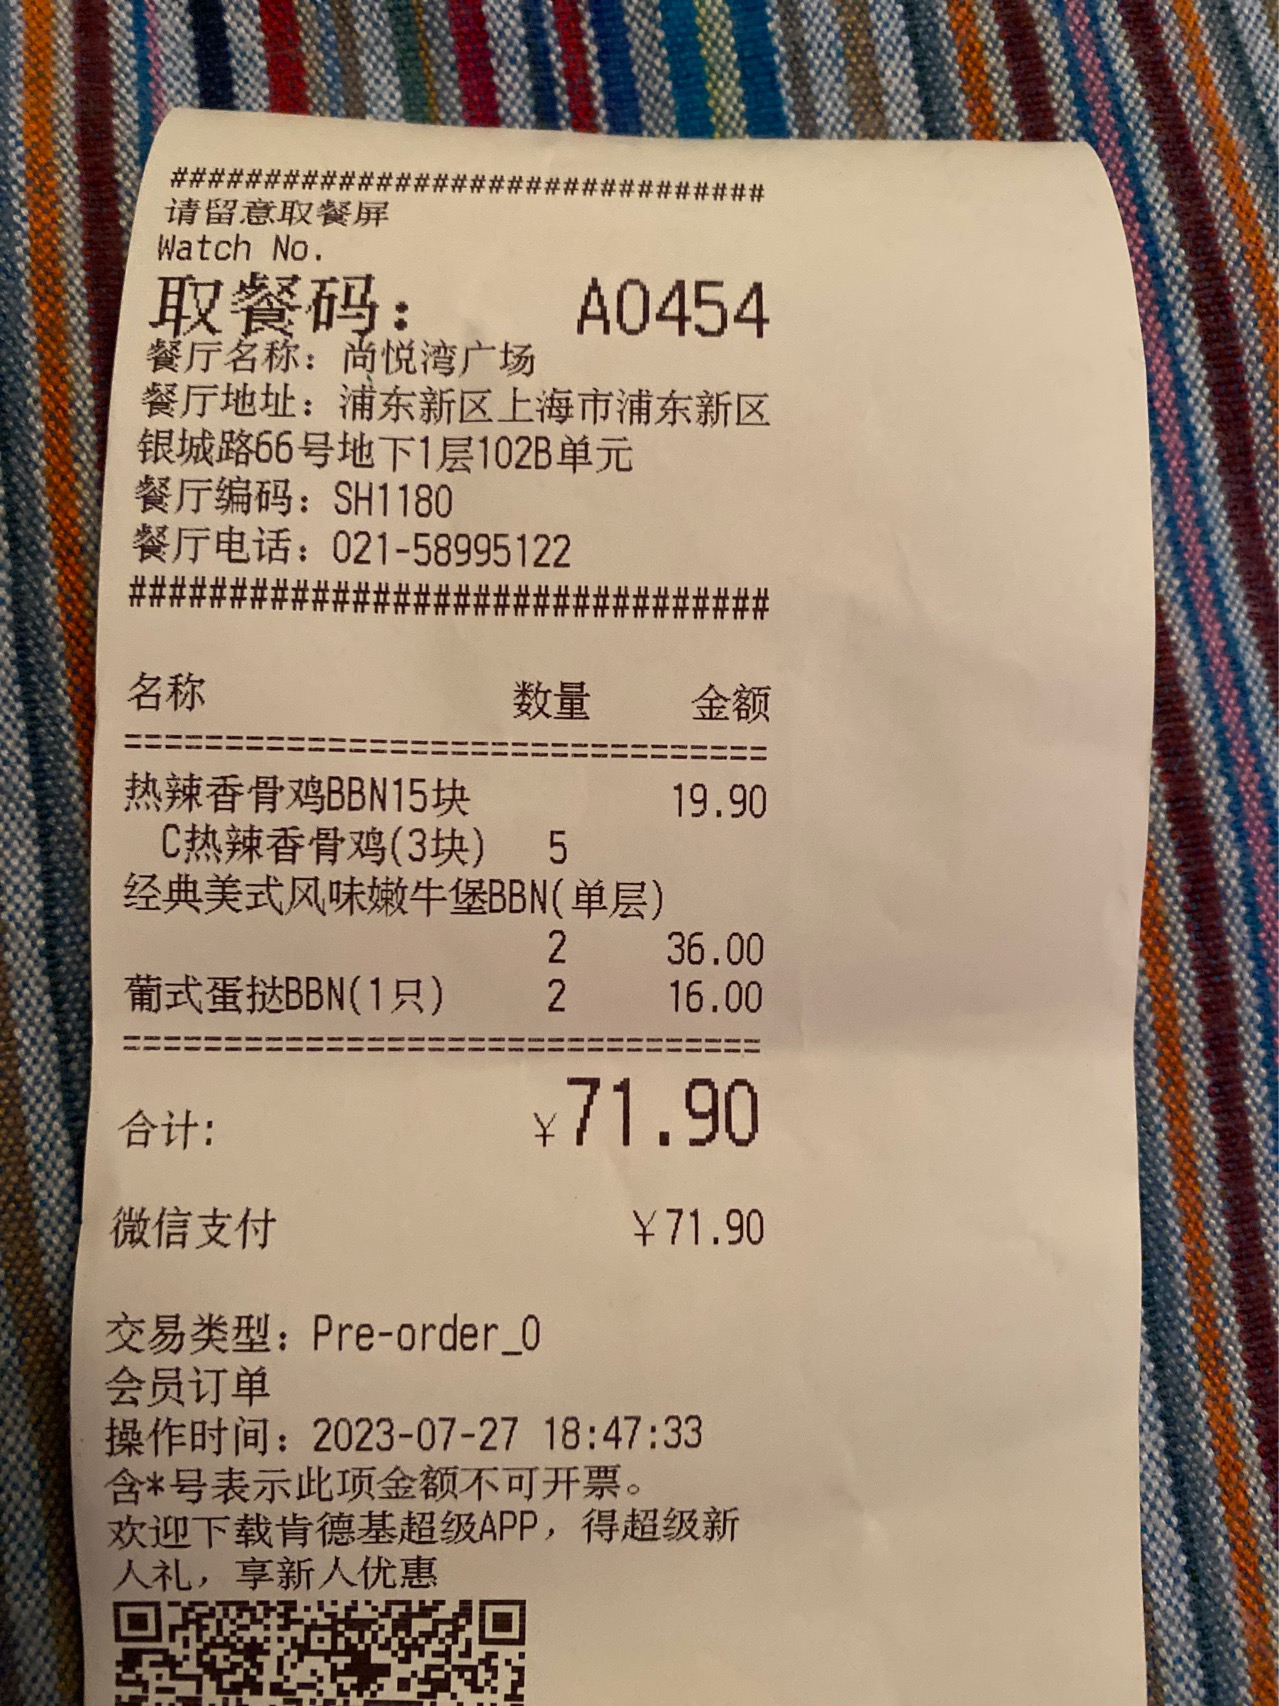 ################################
请留意取餐屏
Watch No.
取餐码： A0454
餐厅名称：尚悦湾广场
餐厅地址：浦东新区上海市浦东新区
银城路66号地下1层102B单元
餐厅编码：SH1180
餐厅电话：021-58995122
################################
名称 数量 金额
================================
热辣香骨鸡BBN15块 19.90
C热辣香骨鸡(3块) 5
经典美式风味嫩牛堡BBN(单层)
2 36.00
葡式蛋挞BBN(1只) 2 16.00
================================
合计: ¥71.90
微信支付 ¥71.90
交易类型：Pre-order_0
会员订单
操作时间：2023-07-27 18:47:33
含*号表示此项金额不可开票。
欢迎下载肯德基超级APP，得超级新
人礼，享新人优惠